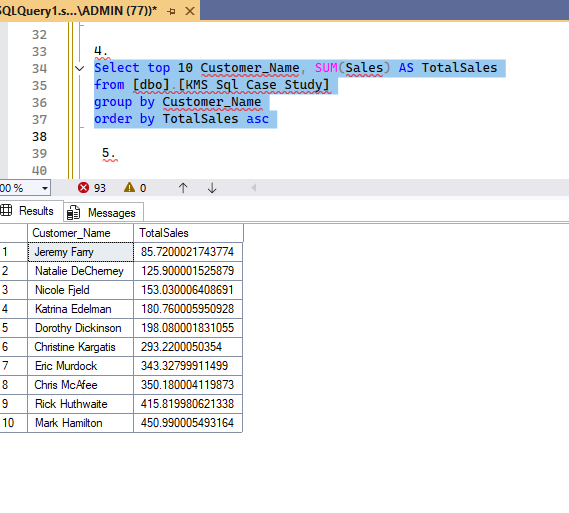 SQLQuery1.s...\ADMIN (77))*
32
33 4.
34 Select top 10 Customer_Name, SUM(Sales) AS TotalSales
35 from [dbo].[KMS Sql Case Study]
36 group by Customer_Name
37 order by TotalSales asc
38
39 5.
40
00 % 93 0
Results Messages
Customer_Name TotalSales
1 Jeremy Farry 85.7200021743774
2 Natalie DeCherney 125.900001525879
3 Nicole Fjeld 153.030006408691
4 Katrina Edelman 180.760005950928
5 Dorothy Dickinson 198.080001831055
6 Christine Kargatis 293.2200050354
7 Eric Murdock 343.32799911499
8 Chris McAfee 350.180004119873
9 Rick Huthwaite 415.819980621338
10 Mark Hamilton 450.990005493164